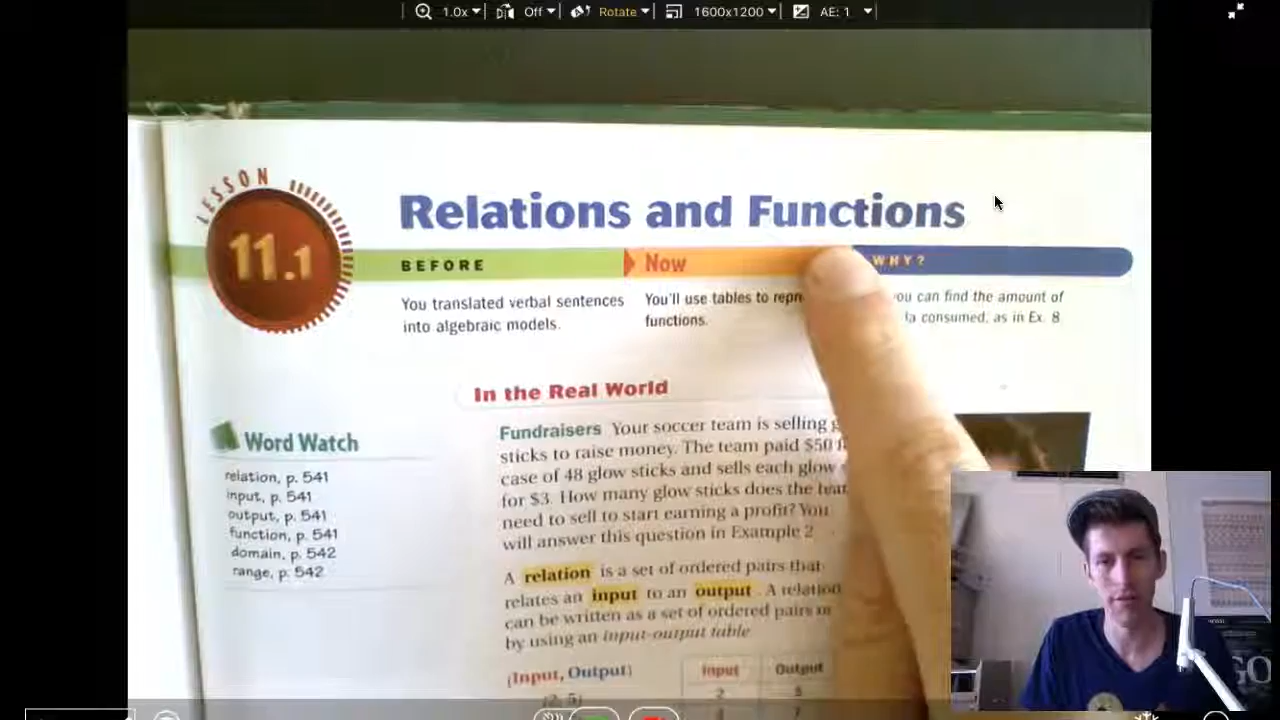 1.0x Off Rotate 1600x1200 AE: 1
LESSON
11.1
Relations and Functions
BEFORE Now WHY?
You translated verbal sentences
into algebraic models.
You'll use tables to
functions.
you can find the amount of
consumed, as in Ex. 8
In the Real World
Word Watch
relation, p. 541
input, p. 541
output, p. 541
function, p. 541
domain, p. 542
range, p. 542
Fundraisers Your soccer team is selling
sticks to raise money. The team paid $50
case of 48 glow sticks and sells each glow
for $3. How many glow sticks does the
need to sell to start earning a profit? You
will answer this question in Example 2
A relation is a set of ordered pairs that
relates an input to an output. A relation
can be written as a set of ordered pairs or
by using an input-output table
(Input, Output)
Input Output
(2, 5)
2 5
GO